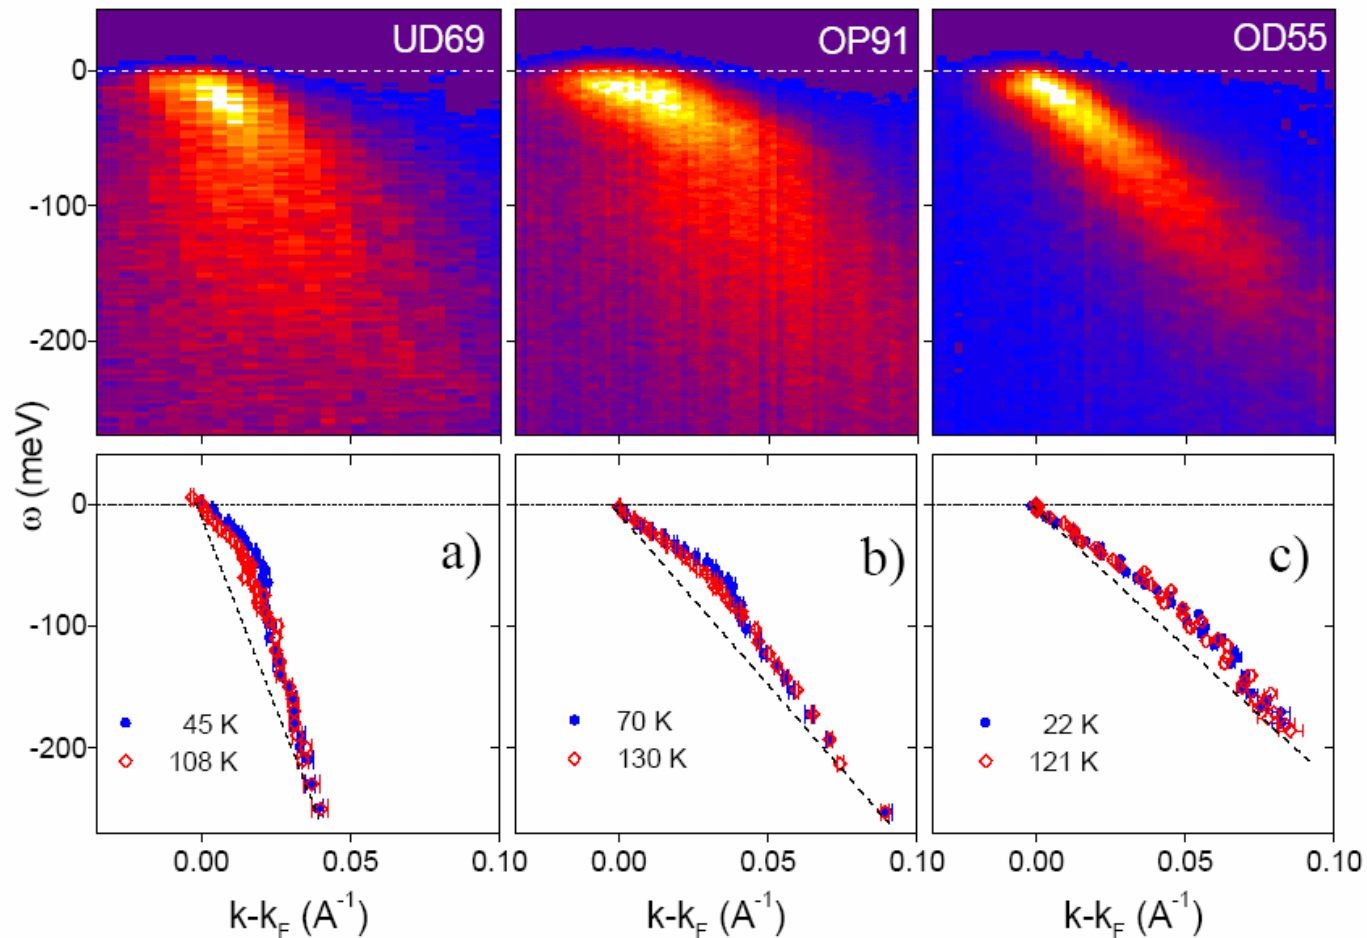 UD69
OP91
OD55
0
-100
-200
ω (meV)
0
-100
-200
a)
b)
c)
45 K
108 K
70 K
130 K
22 K
121 K
0.00 0.05 0.10
0.00 0.05 0.10
0.00 0.05 0.10
k-kF (A-1)
k-kF (A-1)
k-kF (A-1)